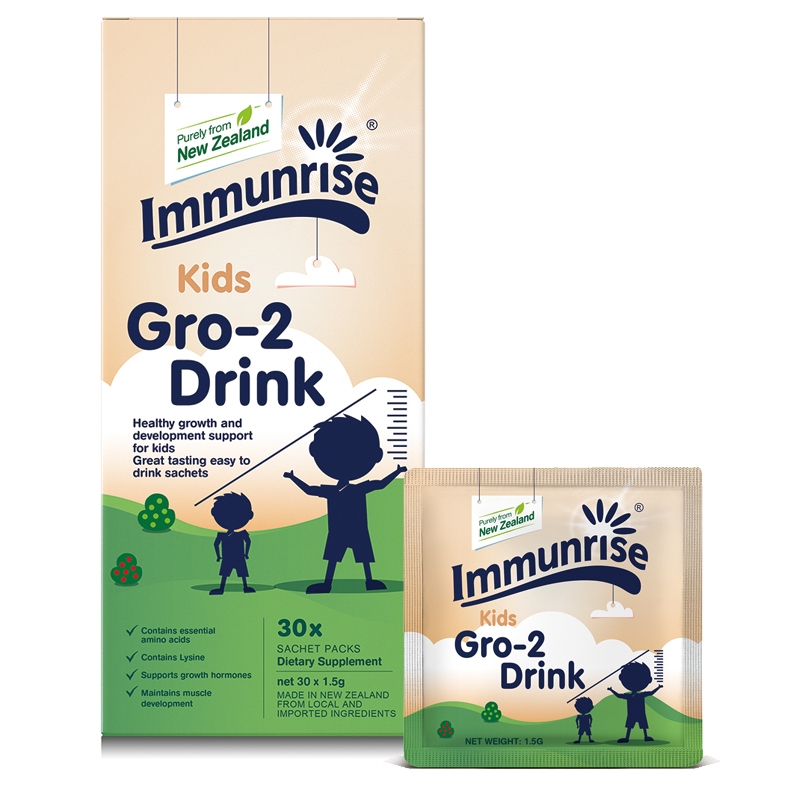 Purely from
New Zealand
Immunrise®
Kids
Gro-2
Drink
Healthy growth and
development support
for kids
Great tasting easy to
drink sachets
✓ Contains essential
amino acids
✓ Contains Lysine
✓ Supports growth hormones
✓ Maintains muscle
development
30x
SACHET PACKS
Dietary Supplement
net 30 x 1.5g
MADE IN NEW ZEALAND
FROM LOCAL AND
IMPORTED INGREDIENTS
Purely from
New Zealand
Immunrise®
Kids
Gro-2
Drink
NET WEIGHT: 1.5G